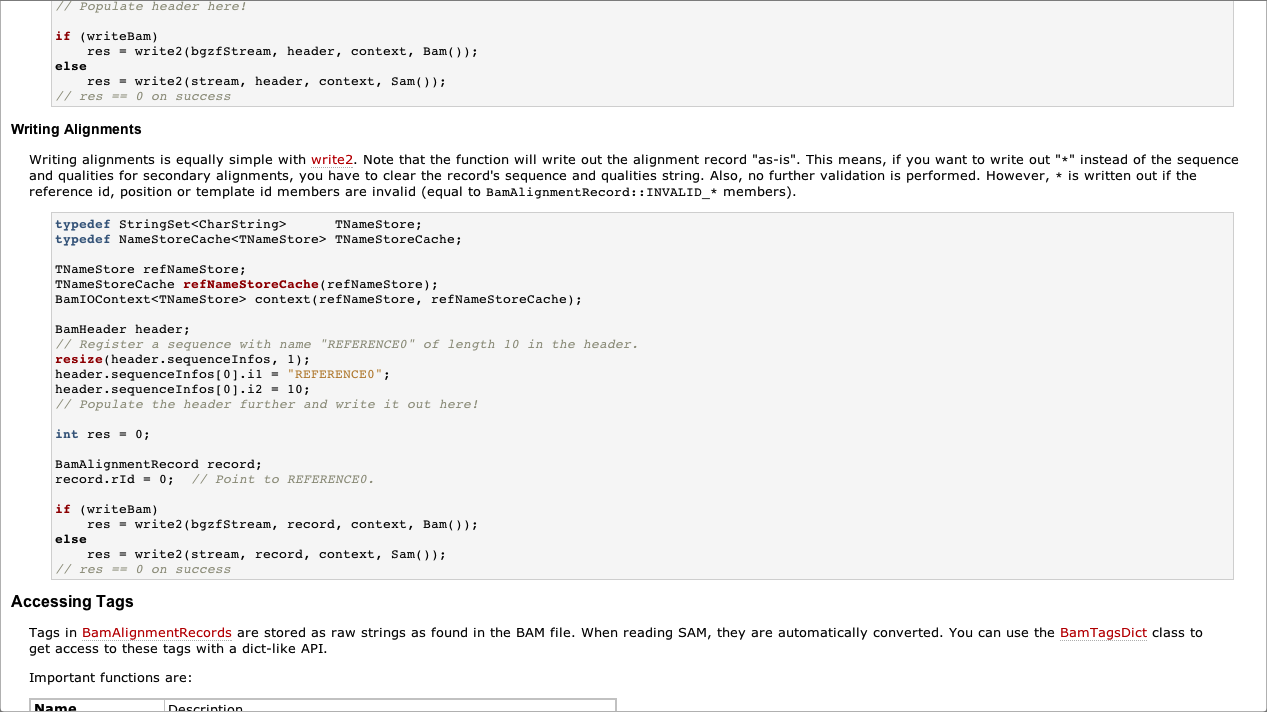 // Populate header here!
if (writeBam)
    res = write2(bgzfStream, header, context, Bam());
else
    res = write2(stream, header, context, Sam());
// res == 0 on success
Writing Alignments
Writing alignments is equally simple with write2. Note that the function will write out the alignment record "as-is". This means, if you want to write out "*" instead of the sequence
and qualities for secondary alignments, you have to clear the record's sequence and qualities string. Also, no further validation is performed. However, * is written out if the
reference id, position or template id members are invalid (equal to BamAlignmentRecord::INVALID_* members).
typedef StringSet<CharString>      TNameStore;
typedef NameStoreCache<TNameStore> TNameStoreCache;
TNameStore refNameStore;
TNameStoreCache refNameStoreCache(refNameStore);
BamIOContext<TNameStore> context(refNameStore, refNameStoreCache);
BamHeader header;
// Register a sequence with name "REFERENCE0" of length 10 in the header.
resize(header.sequenceInfos, 1);
header.sequenceInfos[0].i1 = "REFERENCE0";
header.sequenceInfos[0].i2 = 10;
// Populate the header further and write it out here!
int res = 0;
BamAlignmentRecord record;
record.rId = 0;  // Point to REFERENCE0.
if (writeBam)
    res = write2(bgzfStream, record, context, Bam());
else
    res = write2(stream, record, context, Sam());
// res == 0 on success
Accessing Tags
Tags in BamAlignmentRecords are stored as raw strings as found in the BAM file. When reading SAM, they are automatically converted. You can use the BamTagsDict class to
get access to these tags with a dict-like API.
Important functions are:
Name Description